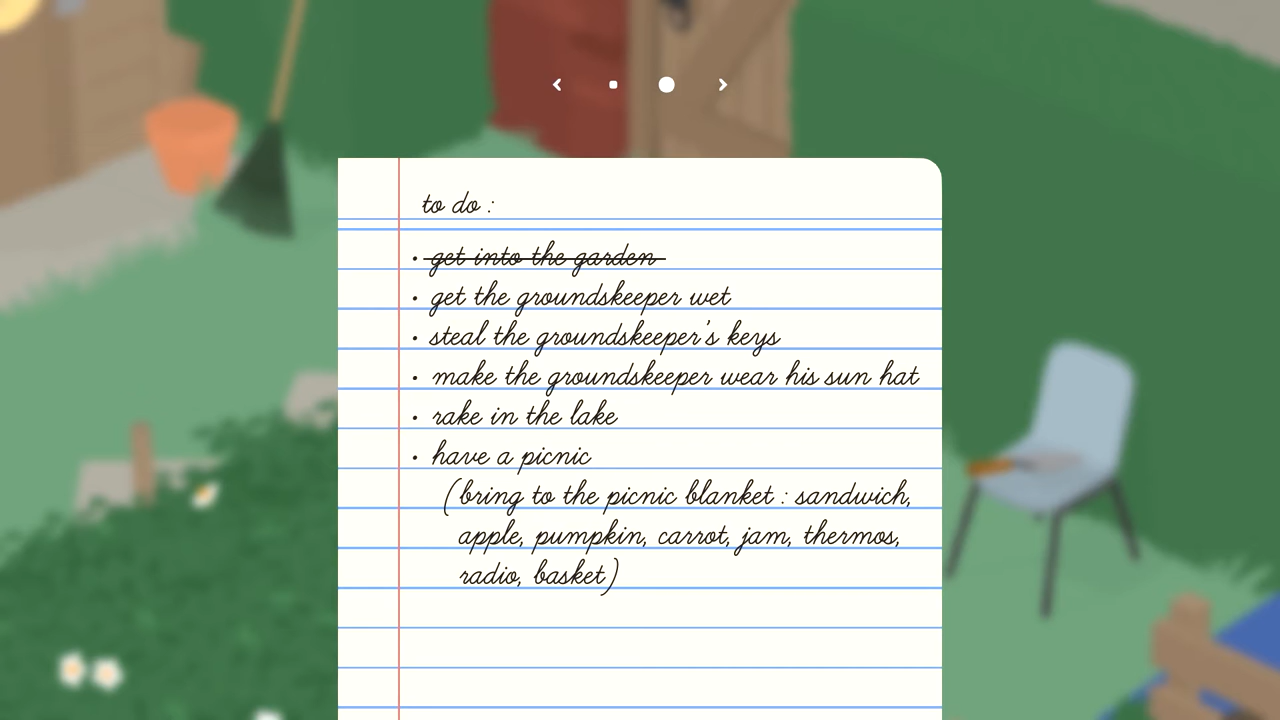 to do :
• get into the garden
• get the groundskeeper wet
• steal the groundskeeper's keys
• make the groundskeeper wear his sun hat
• rake in the lake
• have a picnic
(bring to the picnic blanket : sandwich,
apple, pumpkin, carrot, jam, thermos,
radio, basket)